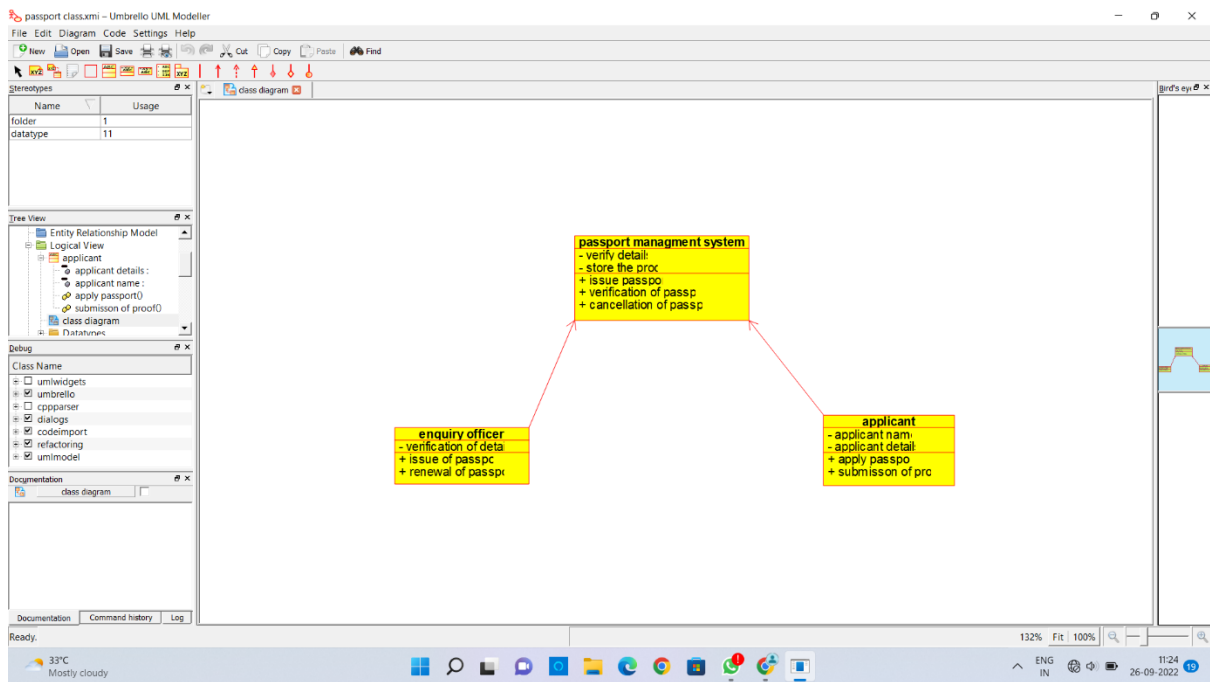 passport class.xmi – Umbrello UML Modeller
File Edit Diagram Code Settings Help
New Open Save Cut Copy Paste Find
Stereotypes
Name Usage
folder 1
datatype 11
Tree View
Entity Relationship Model
Logical View
applicant
applicant details :
applicant name :
apply passport()
submisson of proof()
class diagram
Datatypes
Debug
Class Name
umlwidgets
umbrello
cppparser
dialogs
codeimport
refactoring
umlmodel
Documentation
class diagram
Documentation Command history Log
Ready.
class diagram
passport managment system
- verify details
- store the proc
+ issue passpo
+ verification of passp
+ cancellation of passp
enquiry officer
- verification of detai
+ issue of passpo
+ renewal of passpo
applicant
- applicant name
- applicant detail
+ apply passpo
+ submisson of pro
Bird's eye
132% Fit 100%
33°C
Mostly cloudy
ENG
IN
11:24
26-09-2022
19